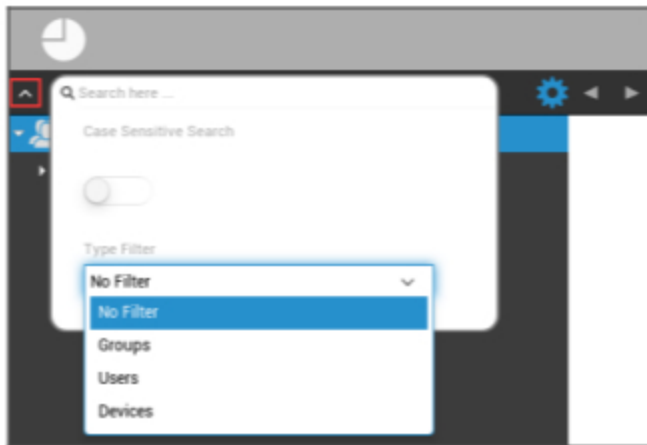 Search here ...
Case Sensitive Search
Type Filter
No Filter
No Filter
Groups
Users
Devices